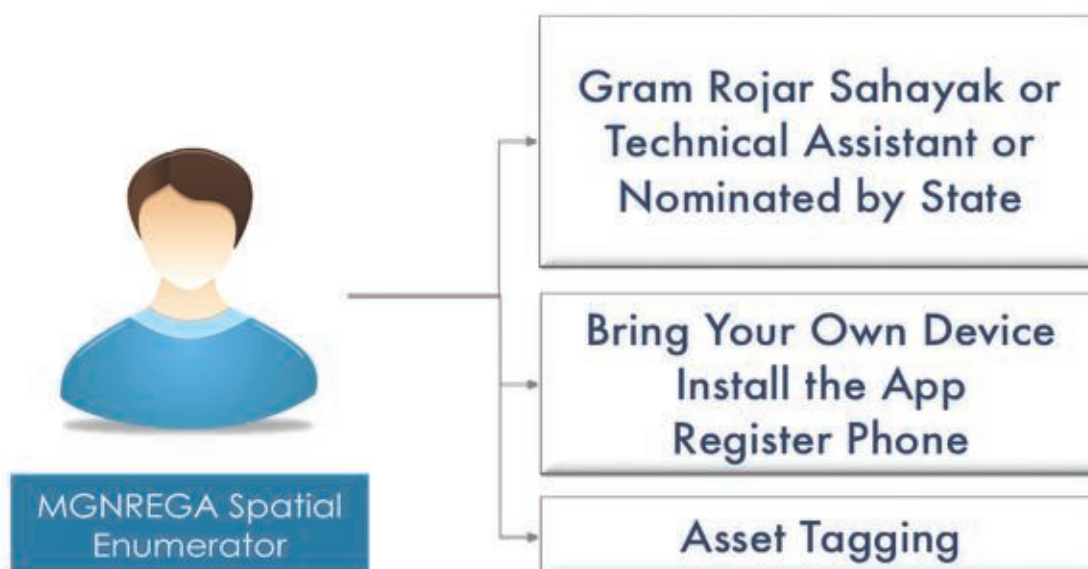 Gram Rojar Sahayak or
Technical Assistant or
Nominated by State
Bring Your Own Device
Install the App
Register Phone
MGNREGA Spatial
Enumerator
Asset Tagging